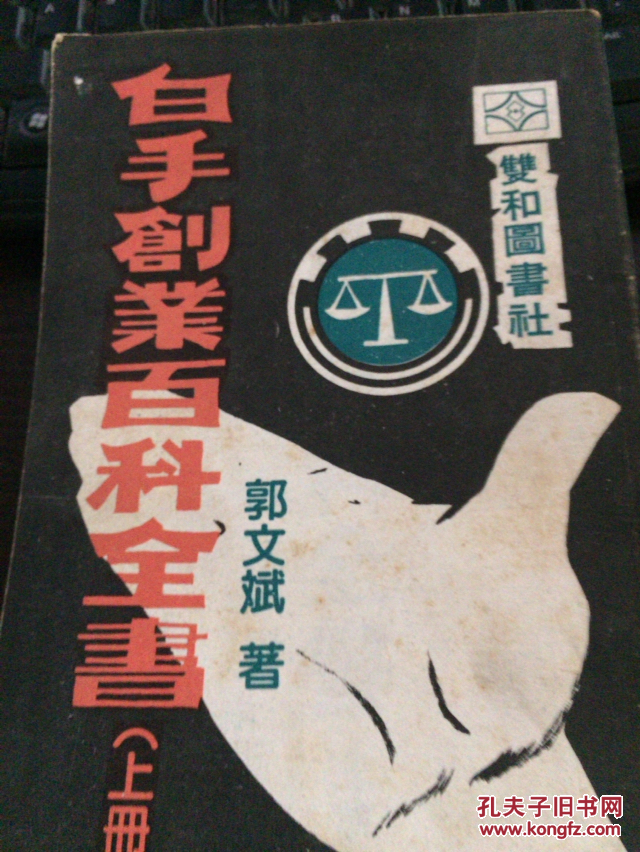 白手創業百科全書
(上冊
雙和圖書社
郭文斌 著
孔夫子旧书网
www.kongfz.com